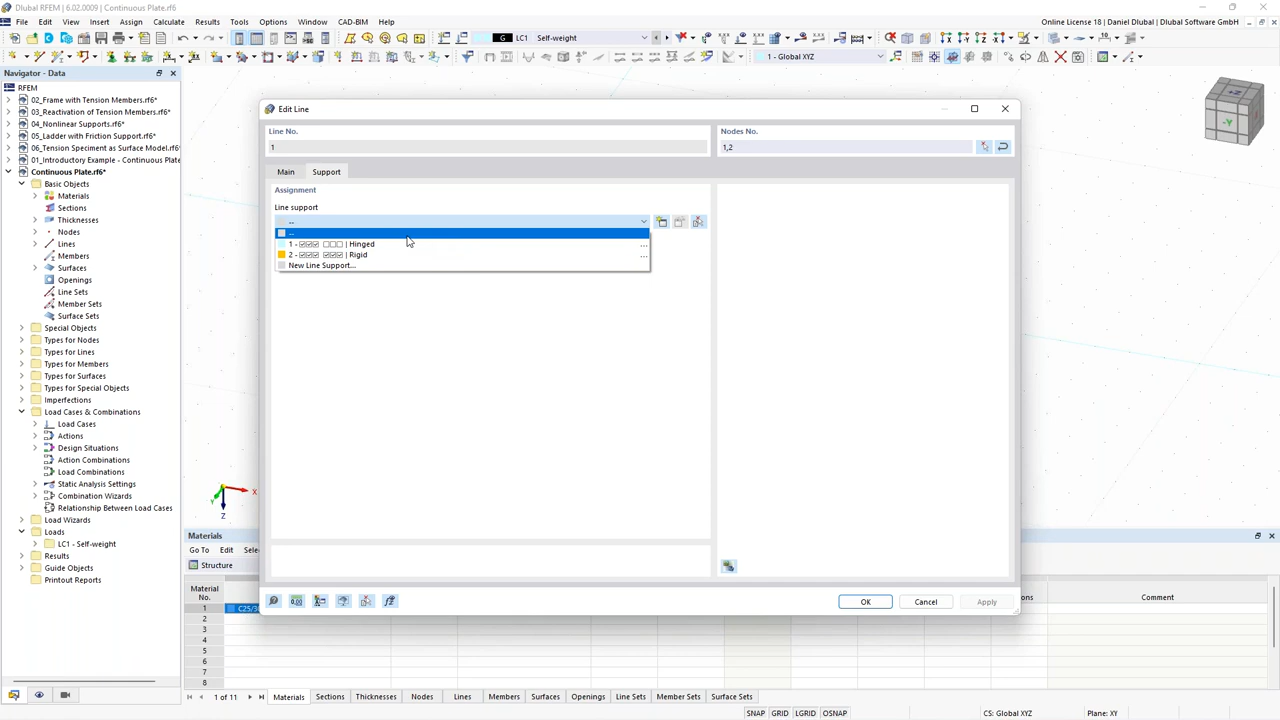 Dlubal RFEM | 6.02.0009 | Continuous Plate.rf6*
File Edit View Insert Assign Calculate Results Tools Options Window CAD-BIM Help
Online License 18 | Daniel Dlubal | Dlubal Software GmbH
G LC1 Self-weight
1 - Global XYZ
Navigator - Data
RFEM
02_Frame with Tension Members.rf6*
03_Reactivation of Tension Members.rf6*
04_Nonlinear Supports.rf6*
05_Ladder with Friction Support.rf6*
06_Tension Speciment as Surface Model.rf6*
01_Introductory Example - Continuous Plate
Continuous Plate.rf6*
Basic Objects
Materials
Sections
Thicknesses
Nodes
Lines
Members
Surfaces
Openings
Line Sets
Member Sets
Surface Sets
Special Objects
Types for Nodes
Types for Lines
Types for Members
Types for Surfaces
Types for Special Objects
Imperfections
Load Cases & Combinations
Load Cases
Actions
Design Situations
Action Combinations
Load Combinations
Static Analysis Settings
Combination Wizards
Relationship Between Load Cases
Load Wizards
Loads
LC1 - Self-weight
Results
Guide Objects
Printout Reports
Edit Line
Line No.
1
Nodes No.
1,2
Main Support
Assignment
Line support
--
--
1 - | Hinged ...
2 - | Rigid ...
New Line Support...
OK Cancel Apply
+Z
-Y
X
Y
Z
Materials
Go To Edit Sele
Structure
Material
No.
ions
Comment
1 C25/30
2
3
4
5
6
7
8
1 of 11
Materials Sections Thicknesses Nodes Lines Members Surfaces Openings Line Sets Member Sets Surface Sets
SNAP GRID LGRID OSNAP CS: Global XYZ Plane: XY